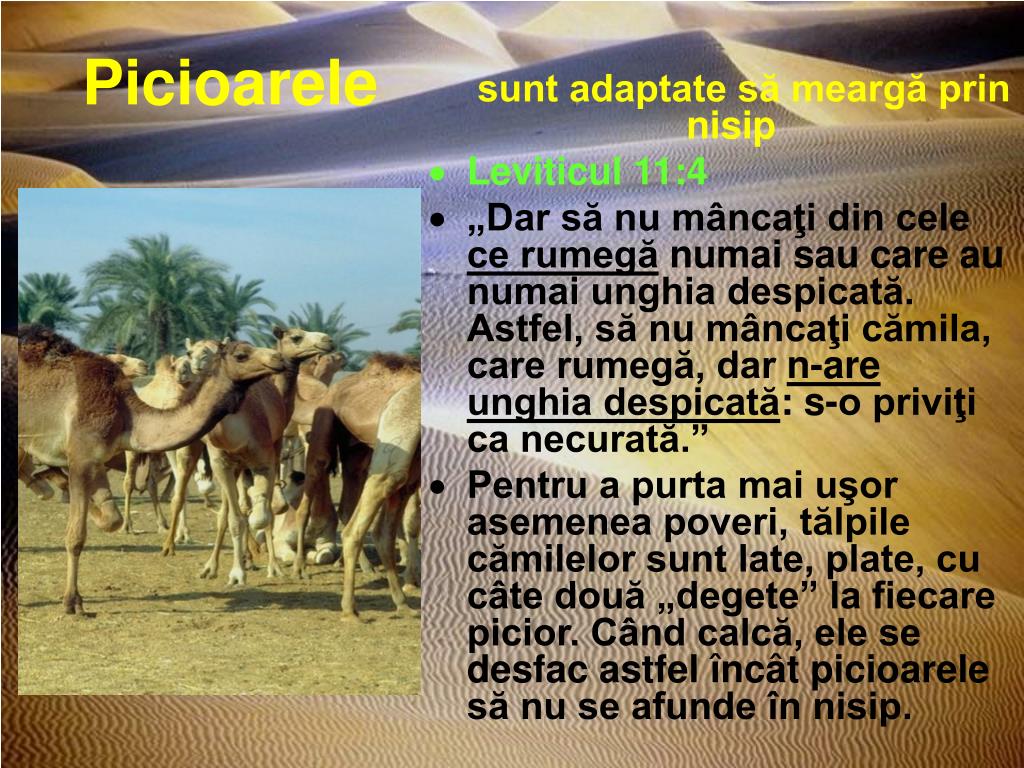 Picioarele
sunt adaptate să meargă prin
nisip
• Leviticul 11:4
• „Dar să nu mâncaţi din cele
ce rumegă numai sau care au
numai unghia despicată.
Astfel, să nu mâncaţi cămila,
care rumegă, dar n-are
unghia despicată: s-o priviţi
ca necurată.”
• Pentru a purta mai uşor
asemenea poveri, tălpile
cămilelor sunt late, plate, cu
câte două „degete” la fiecare
picior. Când calcă, ele se
desfac astfel încât picioarele
să nu se afunde în nisip.